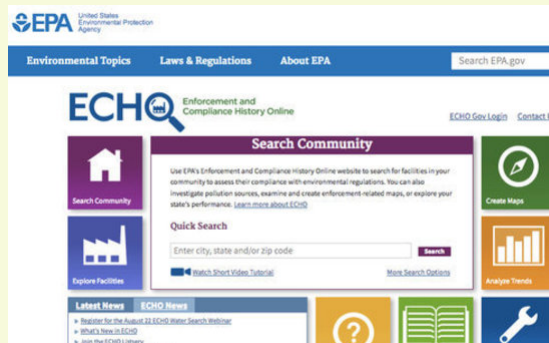 EPA
United States
Environmental Protection
Agency
Environmental Topics Laws & Regulations About EPA Search EPA.gov
ECHO
Enforcement and
Compliance History Online
ECHO Gov Login Contact
Search Community
Search Community
Use EPA's Enforcement and Compliance History Online website to search for facilities in your
community to assess their compliance with environmental regulations. You can also
investigate pollution sources, examine and create enforcement-related maps, or explore your
state's performance. Learn more about ECHO
Create Maps
Quick Search
Enter city, state and/or zip code Search
Watch Short Video Tutorial More Search Options
Explore Facilities
Analyze Trends
Latest News ECHO News
Register for the August 22 ECHO Water Search Webinar
What's New in ECHO
Join the ECHO Listserv